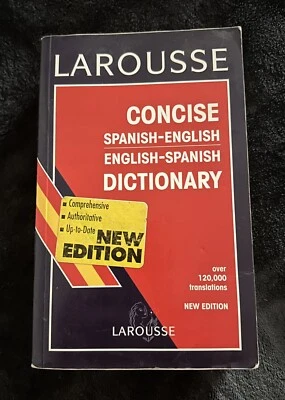 LAROUSSE
CONCISE
SPANISH-ENGLISH
ENGLISH-SPANISH
DICTIONARY
▪ Comprehensive
▪ Authoritative
▪ Up-to-Date
NEW
EDITION
over
120,000
translations
NEW EDITION
LAROUSSE